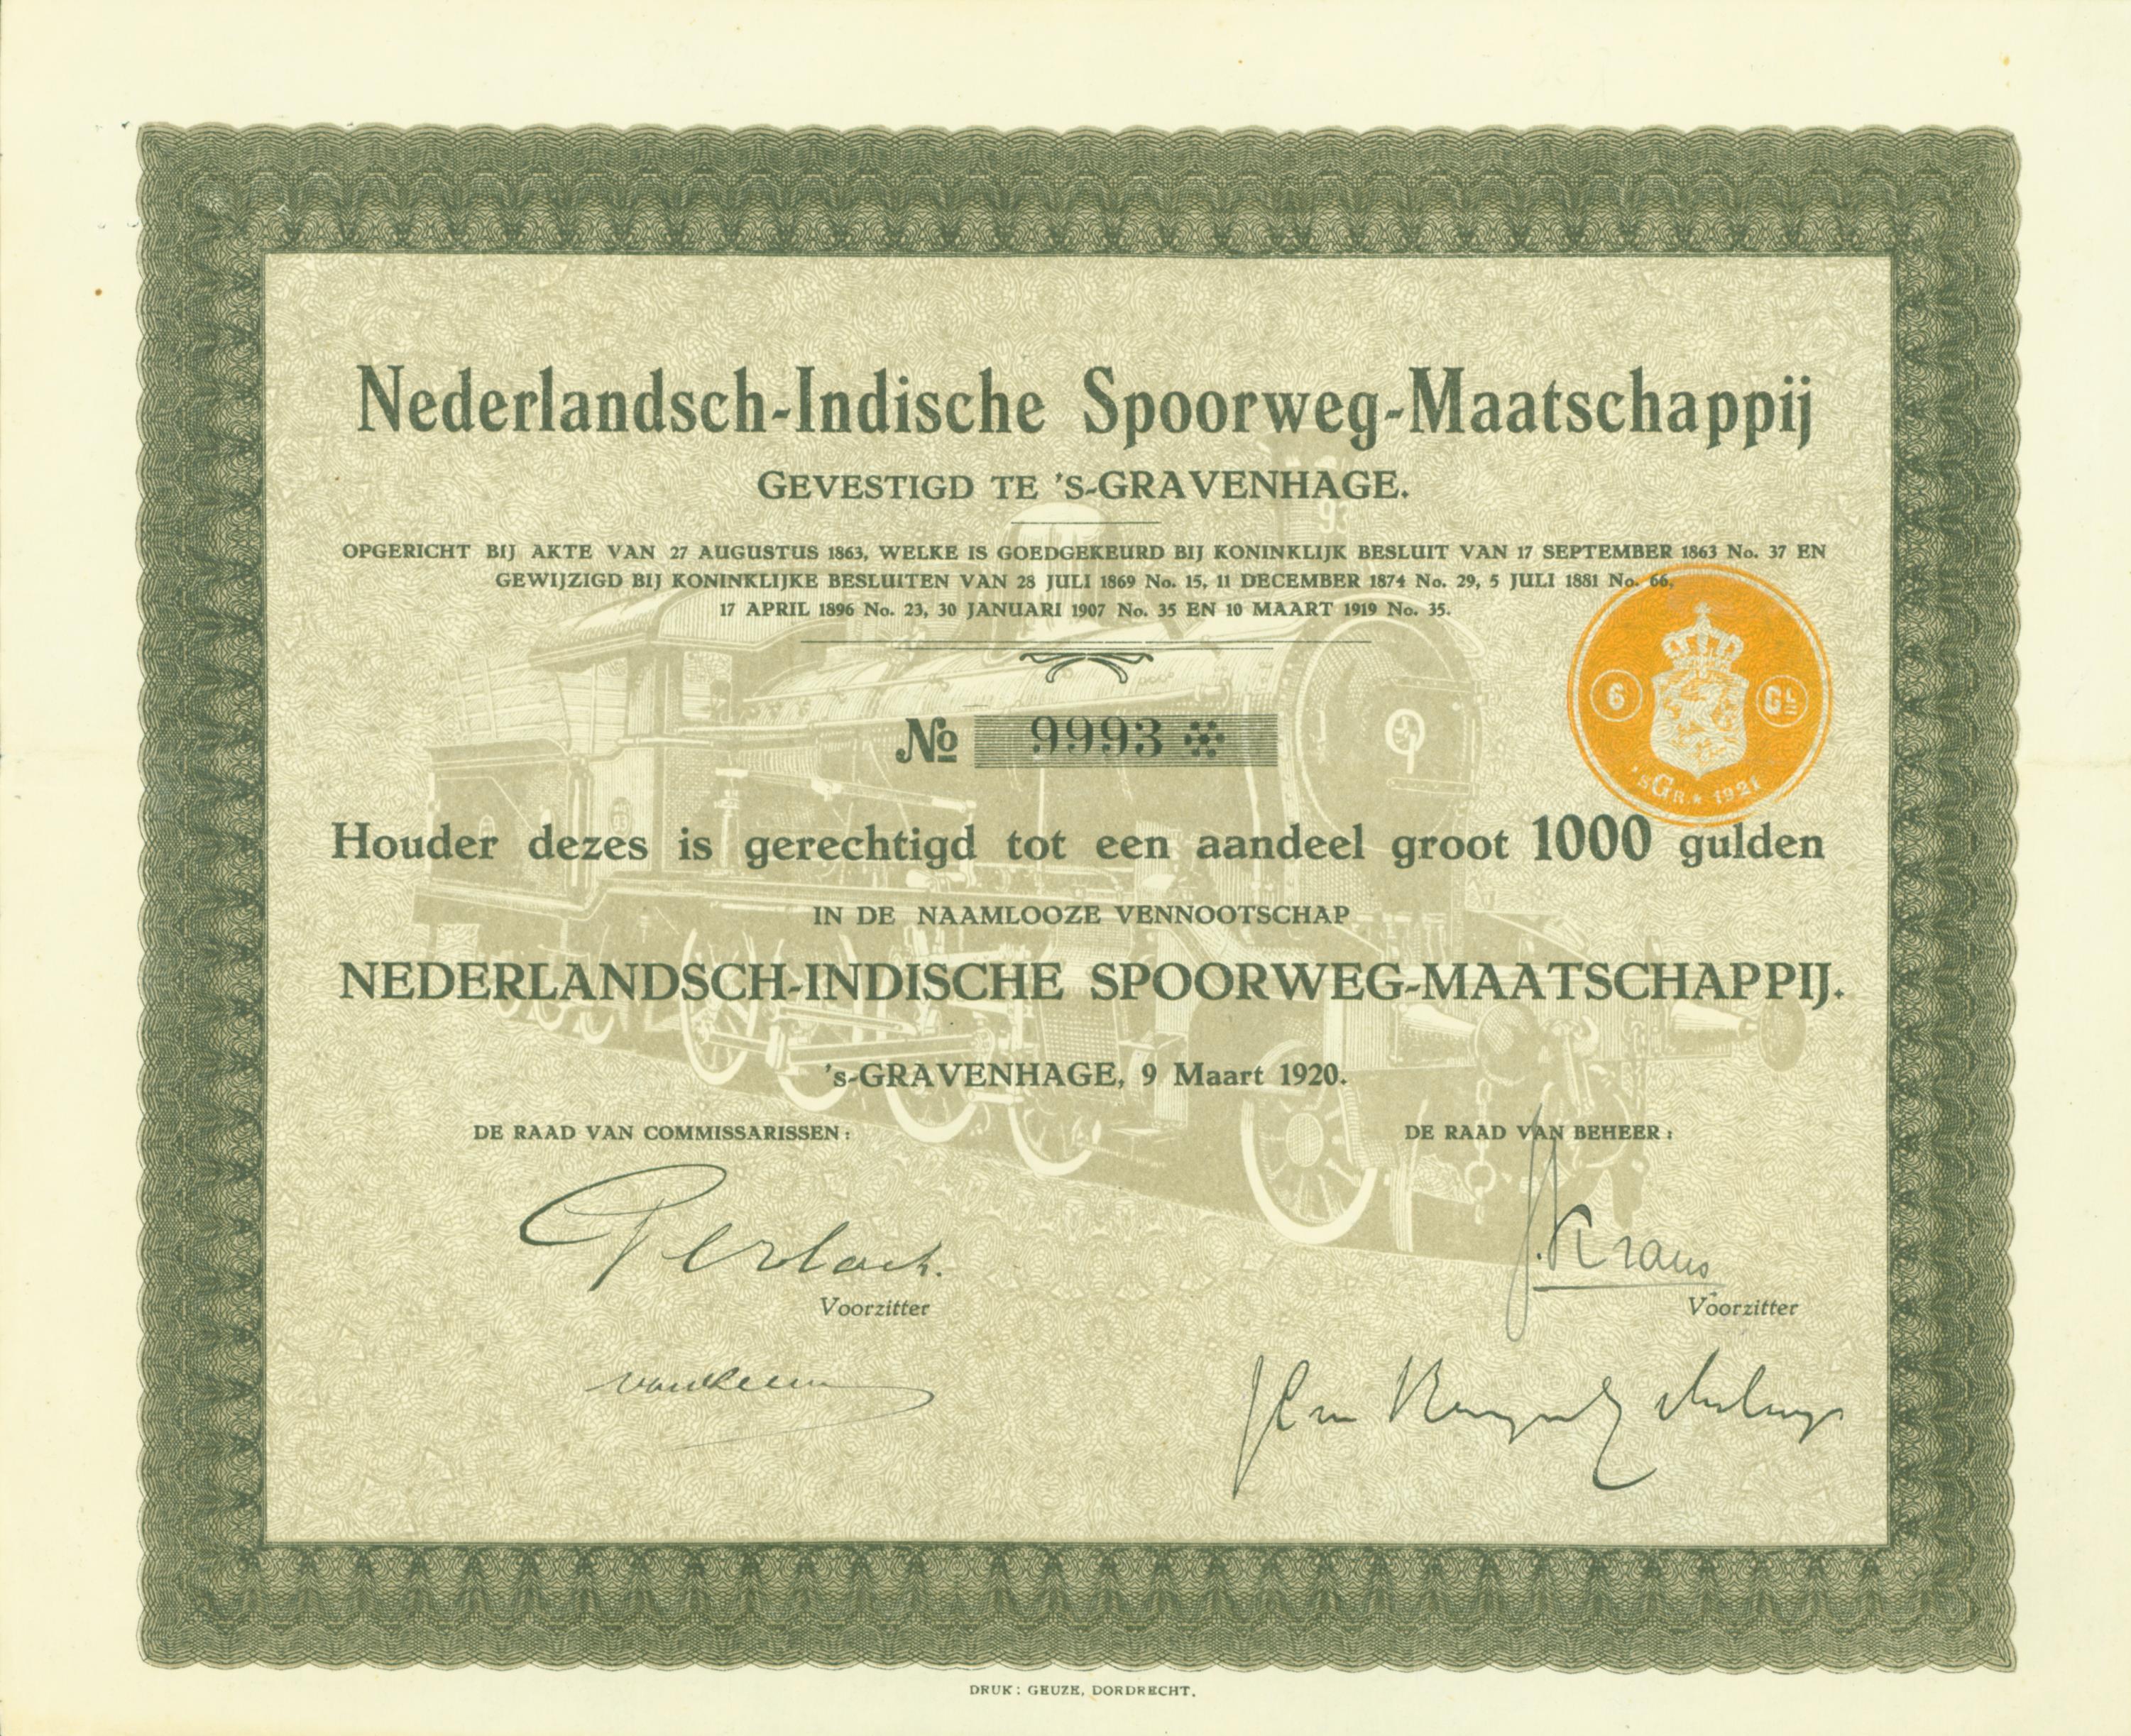 Nederlandsch-Indische Spoorweg-Maatschappij
GEVESTIGD TE 's-GRAVENHAGE.
OPGERICHT BIJ AKTE VAN 27 AUGUSTUS 1863, WELKE IS GOEDGEKEURD BIJ KONINKLIJK BESLUIT VAN 17 SEPTEMBER 1863 No. 37 EN
GEWIJZIGD BIJ KONINKLIJKE BESLUITEN VAN 28 JULI 1869 No. 15, 11 DECEMBER 1874 No. 29, 5 JULI 1881 No. 66,
17 APRIL 1896 No. 23, 30 JANUARI 1907 No. 35 EN 10 MAART 1919 No. 35.
6 GL
'sGR. * 1921
No 9993
Houder dezes is gerechtigd tot een aandeel groot 1000 gulden
IN DE NAAMLOOZE VENNOOTSCHAP
NEDERLANDSCH-INDISCHE SPOORWEG-MAATSCHAPPIJ.
's-GRAVENHAGE, 9 Maart 1920.
DE RAAD VAN COMMISSARISSEN: DE RAAD VAN BEHEER:
J. Kraus
Voorzitter Voorzitter
DRUK: GEUZE, DORDRECHT.